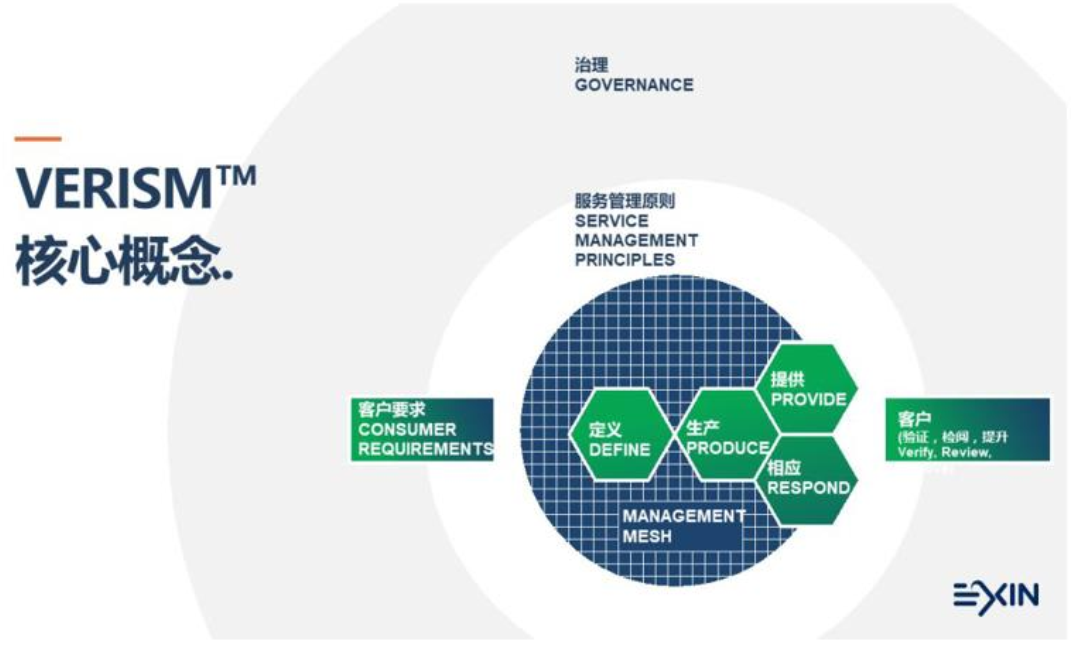 治理
GOVERNANCE
VERISM™
核心概念.
服务管理原则
SERVICE
MANAGEMENT
PRINCIPLES
客户要求
CONSUMER
REQUIREMENTS
定义
DEFINE
生产
PRODUCE
提供
PROVIDE
相应
RESPOND
MANAGEMENT
MESH
客户
(验证，检阅，提升
Verify, Review,
EXIN